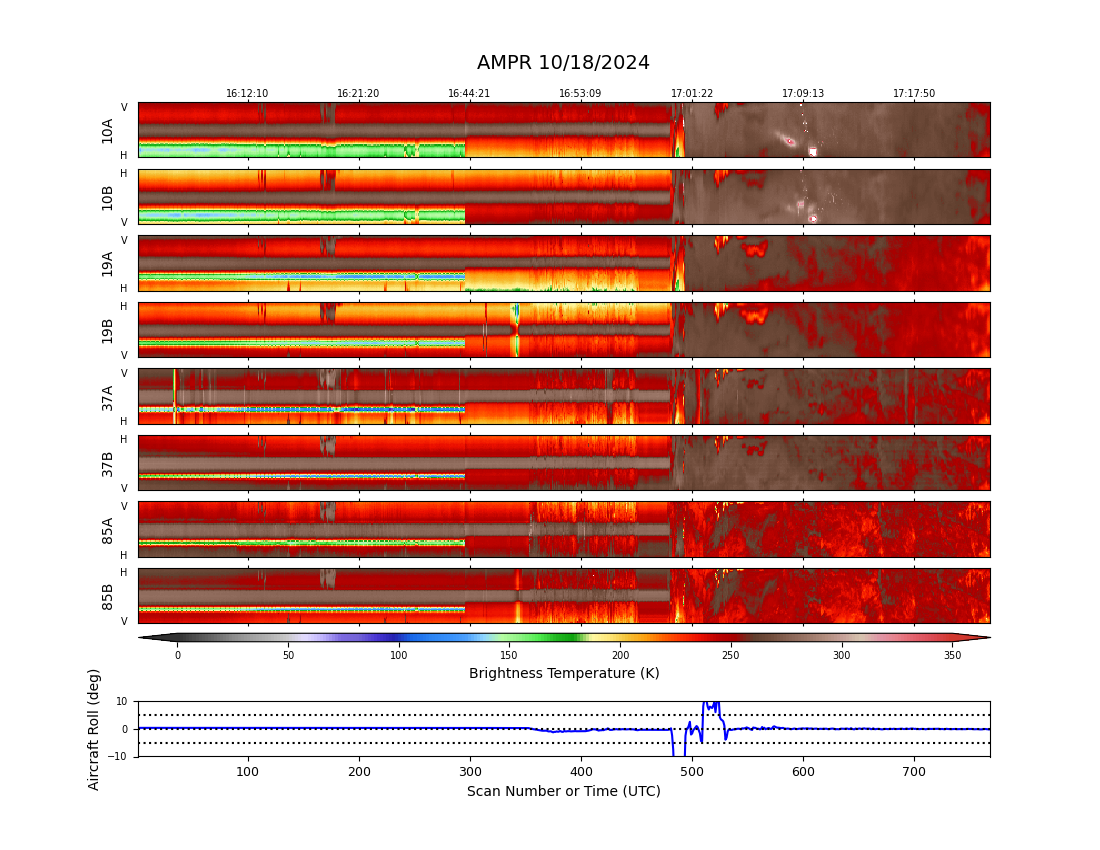 AMPR 10/18/2024
16:12:10 16:21:20 16:44:21 16:53:09 17:01:22 17:09:13 17:17:50
V
10A
H
H
10B
V
V
19A
H
H
19B
V
V
37A
H
H
37B
V
V
85A
H
H
85B
V
0 50 100 150 200 250 300 350
Brightness Temperature (K)
Aircraft Roll (deg)
10
0
−10
100 200 300 400 500 600 700
Scan Number or Time (UTC)